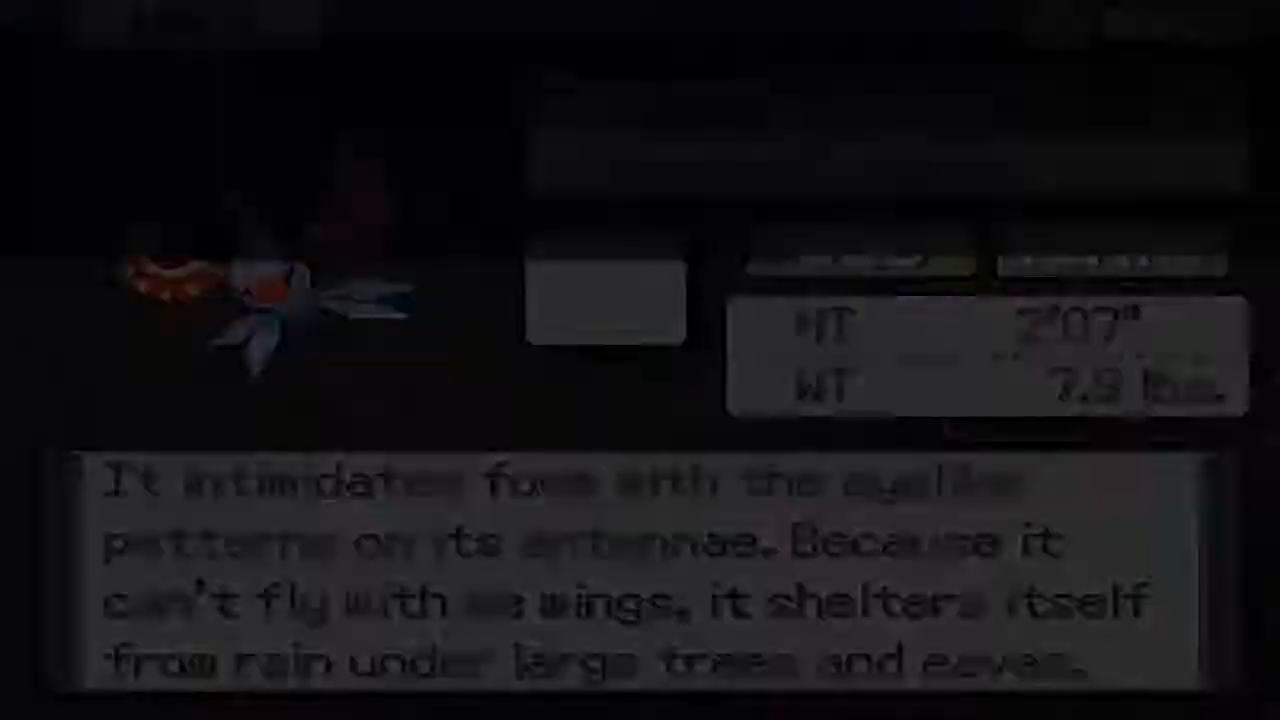 HT 2'07"
WT 7.9 lbs.
It intimidates foes with the eyelike
patterns on its antennae. Because it
can't fly with wet wings, it shelters itself
from rain under large trees and eaves.